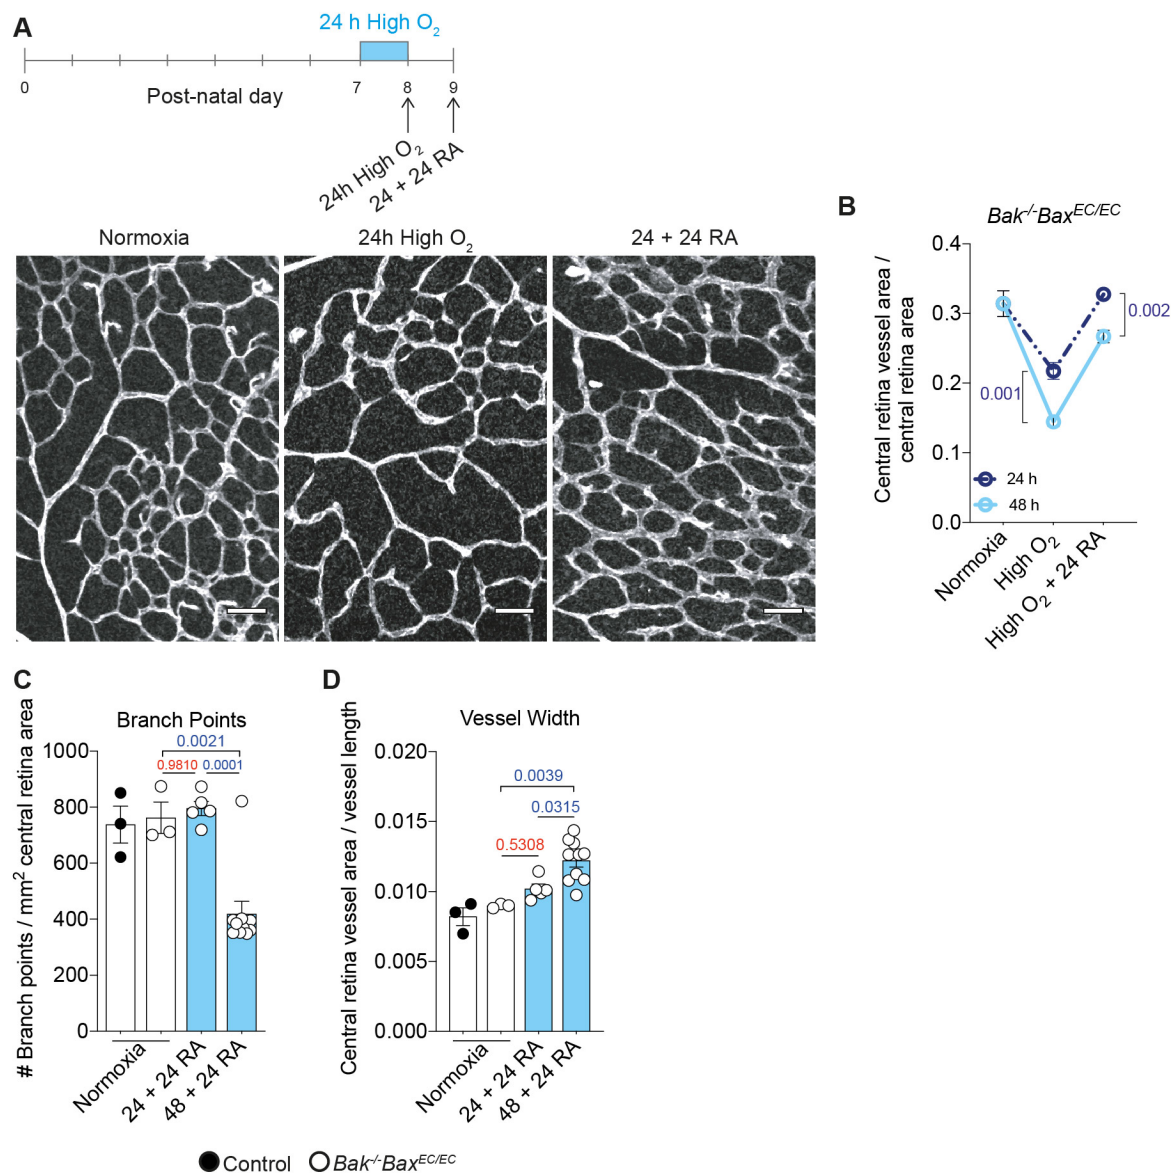 A
24 h High O2
0
7
8
9
Post-natal day
24h High O2
24 + 24 RA
Normoxia
24h High O2
24 + 24 RA
B
Bak-/-BaxEC/EC
Central retina vessel area /
central retina area
0.4
0.3
0.2
0.1
0.0
0.001
0.002
24 h
48 h
Normoxia
High O2
High O2 + 24 RA
C
Branch Points
# Branch points / mm2 central retina area
1000
800
600
400
200
0
0.0021
0.9810
0.0001
Normoxia
24 + 24 RA
48 + 24 RA
D
Vessel Width
Central retina vessel area / vessel length
0.020
0.015
0.010
0.005
0.000
0.0039
0.0315
0.5308
Normoxia
24 + 24 RA
48 + 24 RA
Control
Bak-/-BaxEC/EC